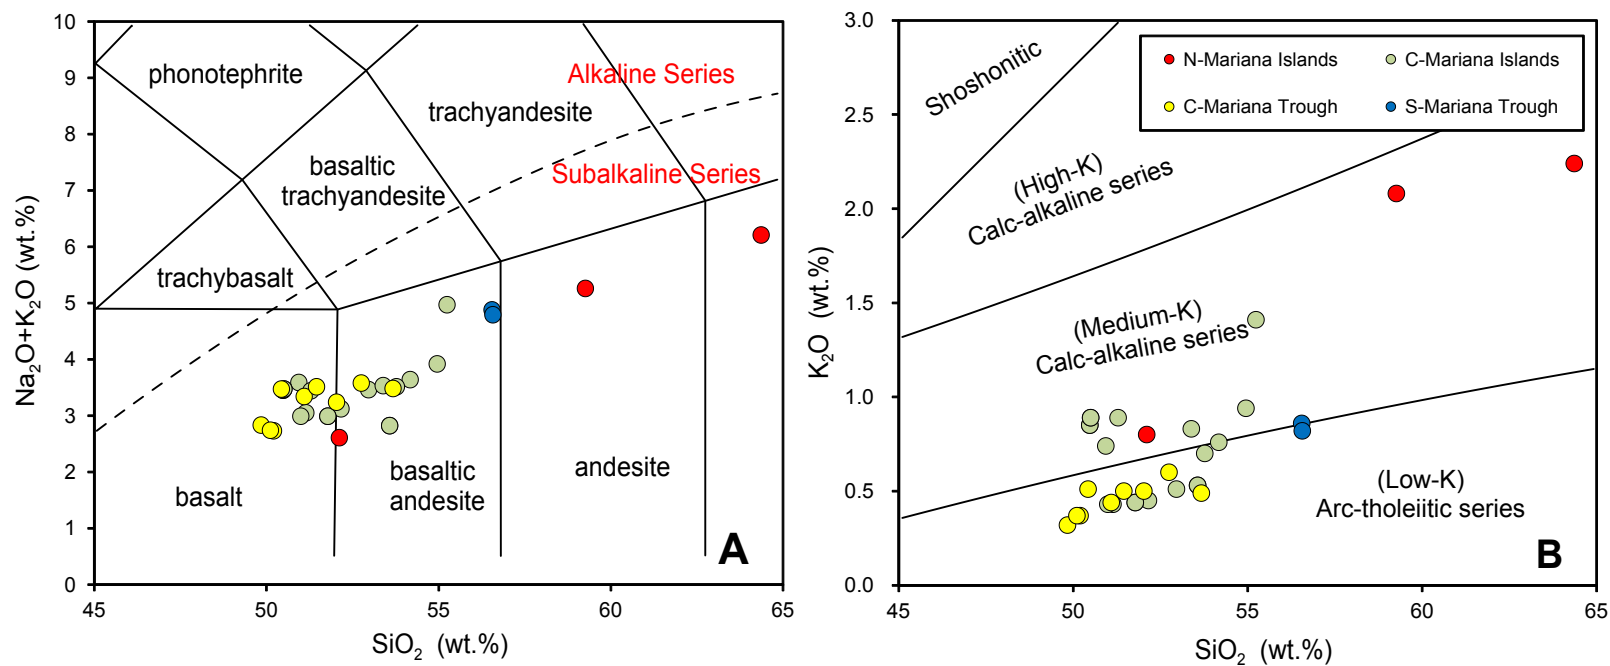 10
9
8
7
6
5
4
3
2
1
0
Na₂O+K₂O (wt.%)
45
50
55
60
65
SiO₂ (wt.%)
phonotephrite
Alkaline Series
trachyandesite
basaltic
trachyandesite
Subalkaline Series
trachybasalt
basalt
basaltic
andesite
andesite
A
3.0
2.5
2.0
1.5
1.0
0.5
0.0
K₂O (wt.%)
45
50
55
60
65
SiO₂ (wt.%)
N-Mariana Islands
C-Mariana Islands
C-Mariana Trough
S-Mariana Trough
Shoshonitic
(High-K)
Calc-alkaline series
(Medium-K)
Calc-alkaline series
(Low-K)
Arc-tholeiitic series
B